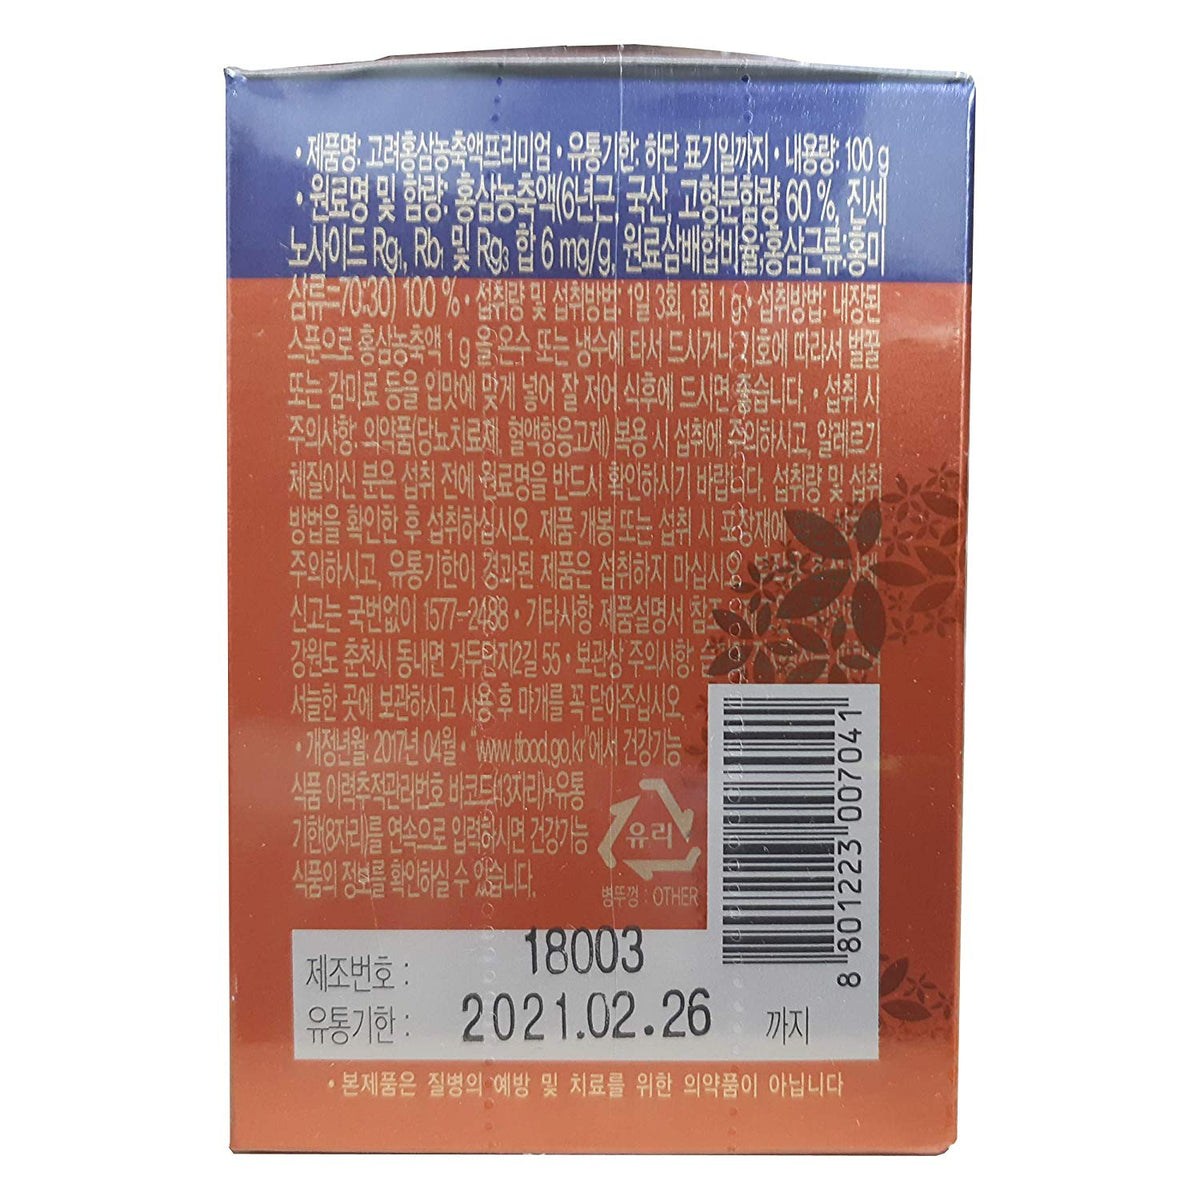 • 제품명: 고려홍삼농축액프리미엄 • 유통기한: 하단 표기일까지 • 내용량: 100 g
• 원료명 및 함량: 홍삼농축액(6년근, 국산, 고형분함량 60 %, 진세
노사이드 Rg1, Rb1 및 Rg3 합 6 mg/g, 원료삼배합비율;홍삼근류:홍미
삼류=70:30) 100 % • 섭취량 및 섭취방법: 1일 3회, 1회 1 g • 섭취방법: 내장된
스푼으로 홍삼농축액 1 g 을 온수 또는 냉수에 타서 드시거나 기호에 따라서 벌꿀
또는 감미료 등을 입맛에 맞게 넣어 잘 저어 식후에 드시면 좋습니다. • 섭취 시
주의사항: 의약품(당뇨치료제, 혈액항응고제) 복용 시 섭취에 주의하시고, 알레르기
체질이신 분은 섭취 전에 원료명을 반드시 확인하시기 바랍니다. 섭취량 및 섭취
방법을 확인한 후 섭취하십시오. 제품 개봉 또는 섭취 시 포장재에
주의하시고, 유통기한이 경과된 제품은 섭취하지 마십시오.
신고는 국번없이 1577-2488 • 기타사항 제품설명서 참조
강원도 춘천시 동내면 거두단지2길 55 • 보관상 주의사항:
서늘한 곳에 보관하시고 사용 후 마개를 꼭 닫아주십시오.
• 개정년월: 2017년 04월 • "www.tfood.go.kr"에서 건강기능
식품 이력추적관리번호 바코드(13자리)+유통
기한(8자리)를 연속으로 입력하시면 건강기능
식품의 정보를 확인하실 수 있습니다.
유리
병뚜껑 : OTHER
8 801223 007041
제조번호 : 18003
유통기한 : 2021.02.26 까지
• 본제품은 질병의 예방 및 치료를 위한 의약품이 아닙니다